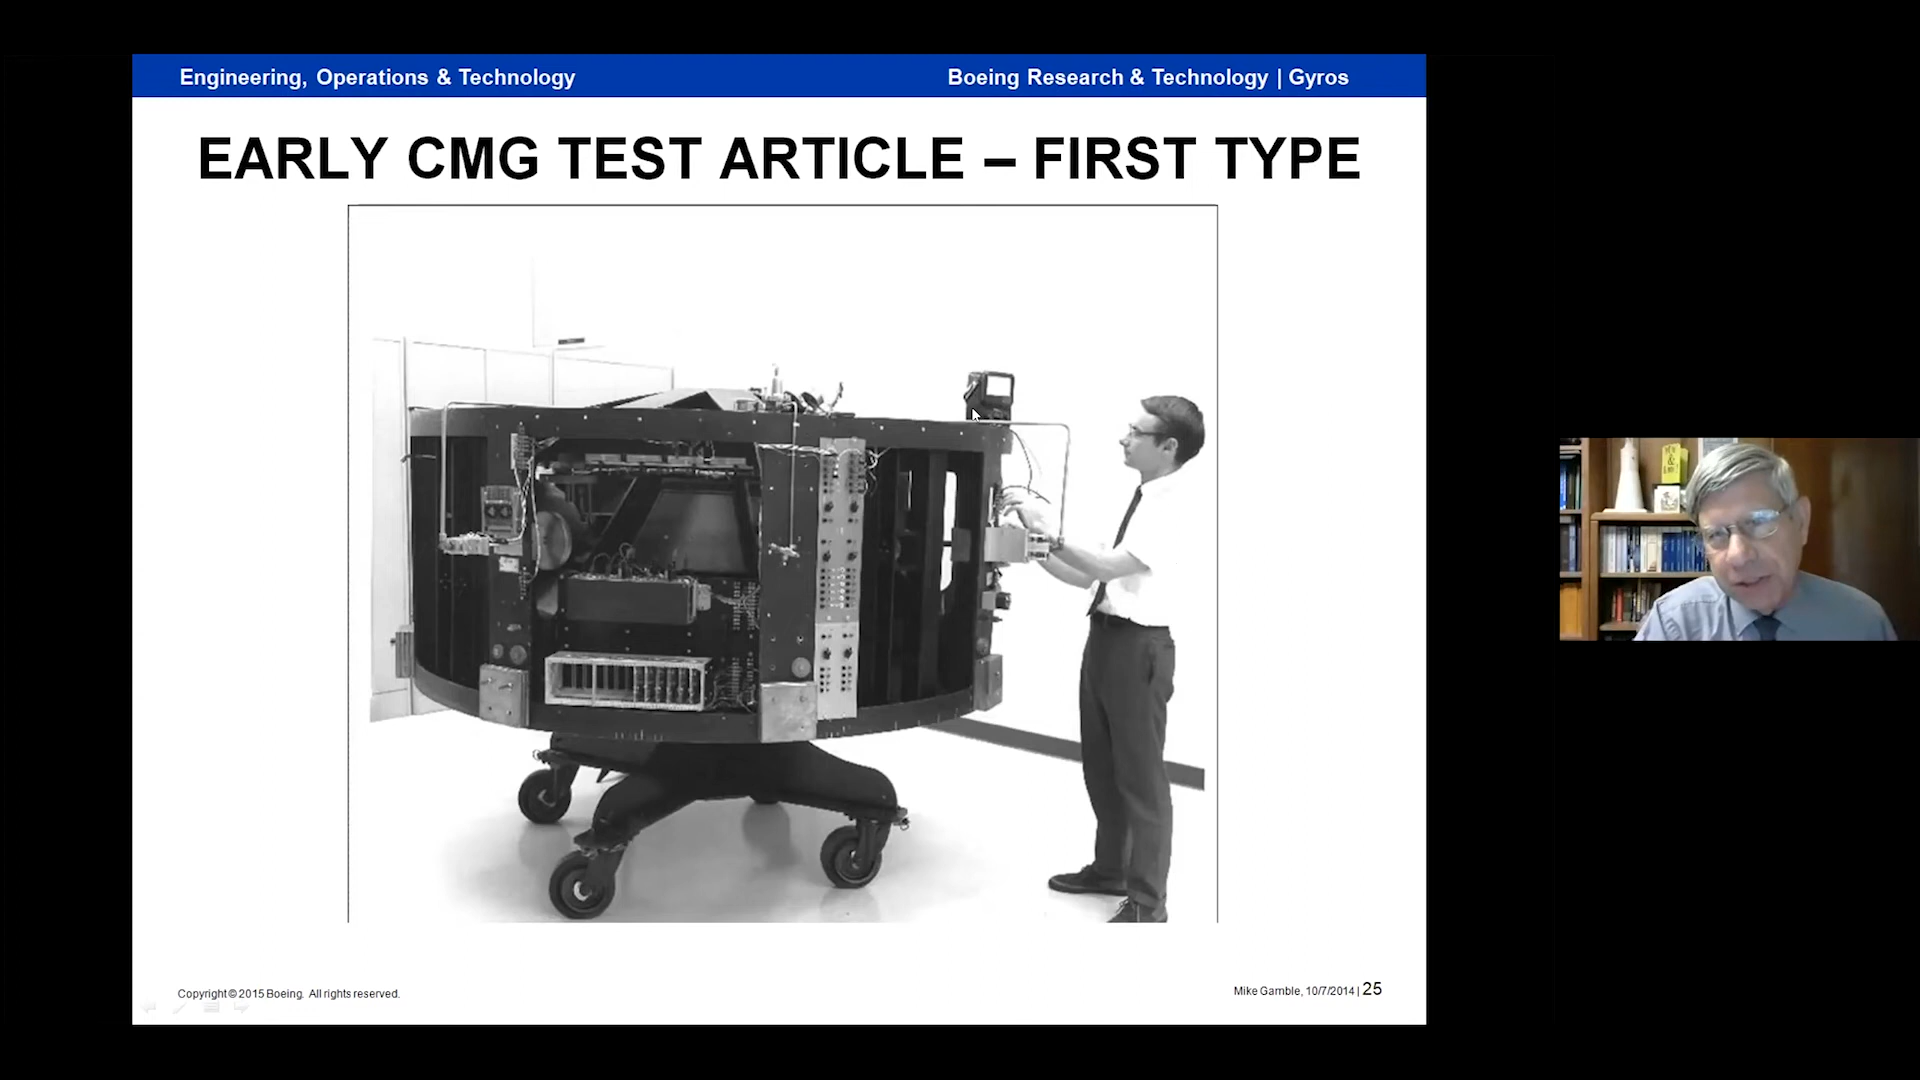 Engineering, Operations & Technology
Boeing Research & Technology | Gyros
EARLY CMG TEST ARTICLE – FIRST TYPE
Copyright © 2015 Boeing. All rights reserved.
Mike Gamble, 10/7/2014 | 25